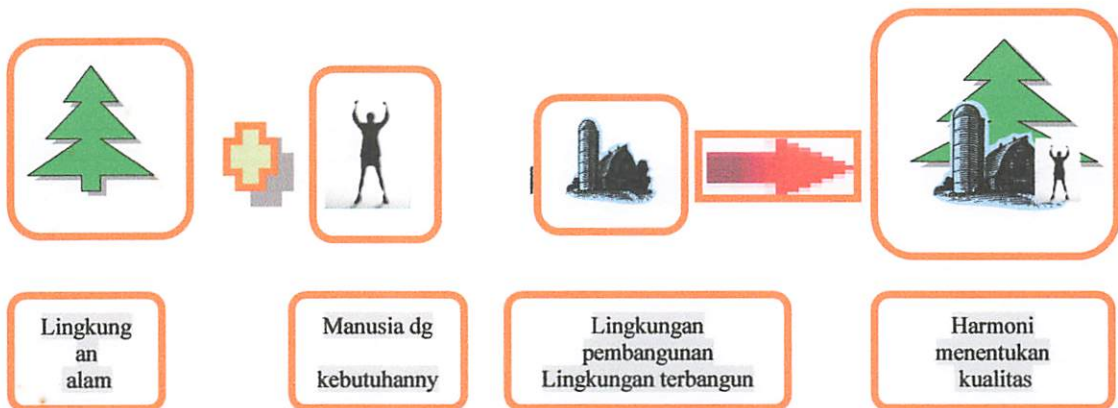 Lingkung
an
alam
Manusia dg
kebutuhanny
Lingkungan
pembangunan
Lingkungan terbangun
Harmoni
menentukan
kualitas